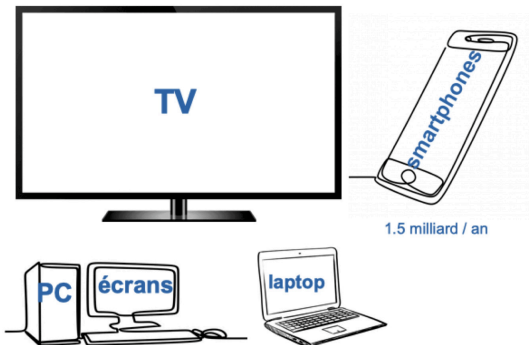 TV
smartphones
1.5 milliard / an
PC
écrans
laptop